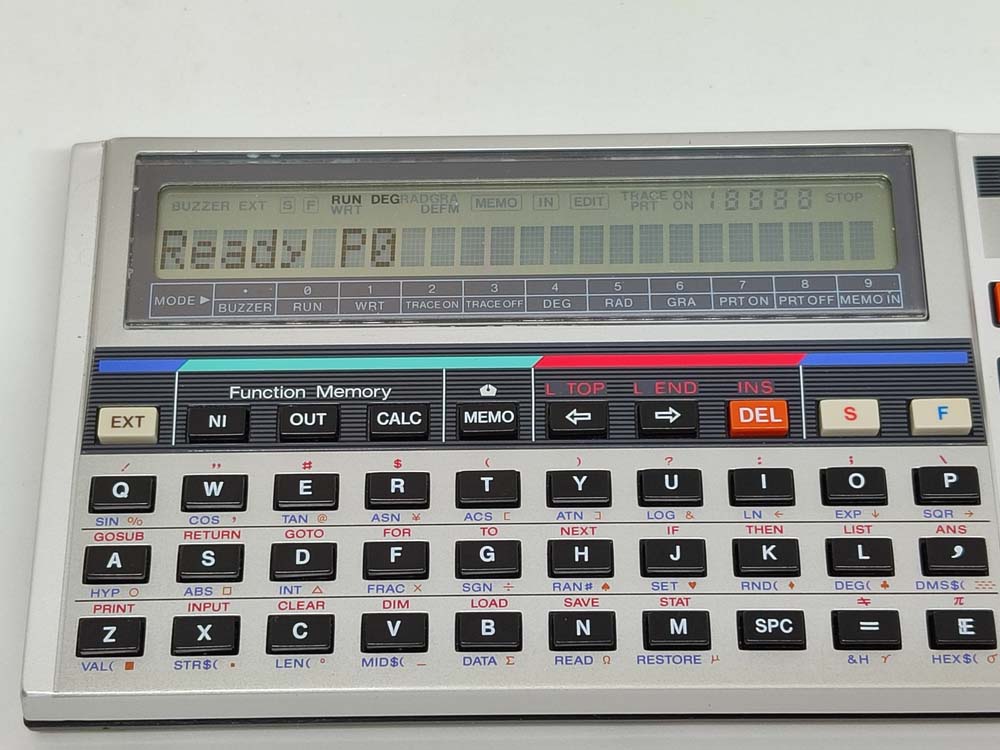 BUZZER EXT S F RUN DEG RAD GRA MEMO IN EDIT TRACE ON 18888 STOP
WRT DEFM PRT ON
Ready P0
MODE ▶ • 0 1 2 3 4 5 6 7 8 9
BUZZER RUN WRT TRACE ON TRACE OFF DEG RAD GRA PRT ON PRT OFF MEMO IN
Function Memory L TOP L END INS
EXT NI OUT CALC MEMO ⇦ ⇨ DEL S F
! " # $ ( ) ? : ; \
Q W E R T Y U I O P
SIN % COS ' TAN @ ASN ¥ ACS [ ATN ] LOG & LN ← EXP ↓ SQR →
GOSUB RETURN GOTO FOR TO NEXT IF THEN LIST ANS
A S D F G H J K L ,
HYP ○ ABS □ INT △ FRAC × SGN ÷ RAN# ♠ SET ♥ RND( ♦ DEG( ♣ DMS$(
PRINT INPUT CLEAR DIM LOAD SAVE STAT ≠ π
Z X C V B N M SPC = E
VAL( ■ STR$( ▪ LEN( ° MID$( _ DATA Σ READ Ω RESTORE µ &H γ HEX$( σ